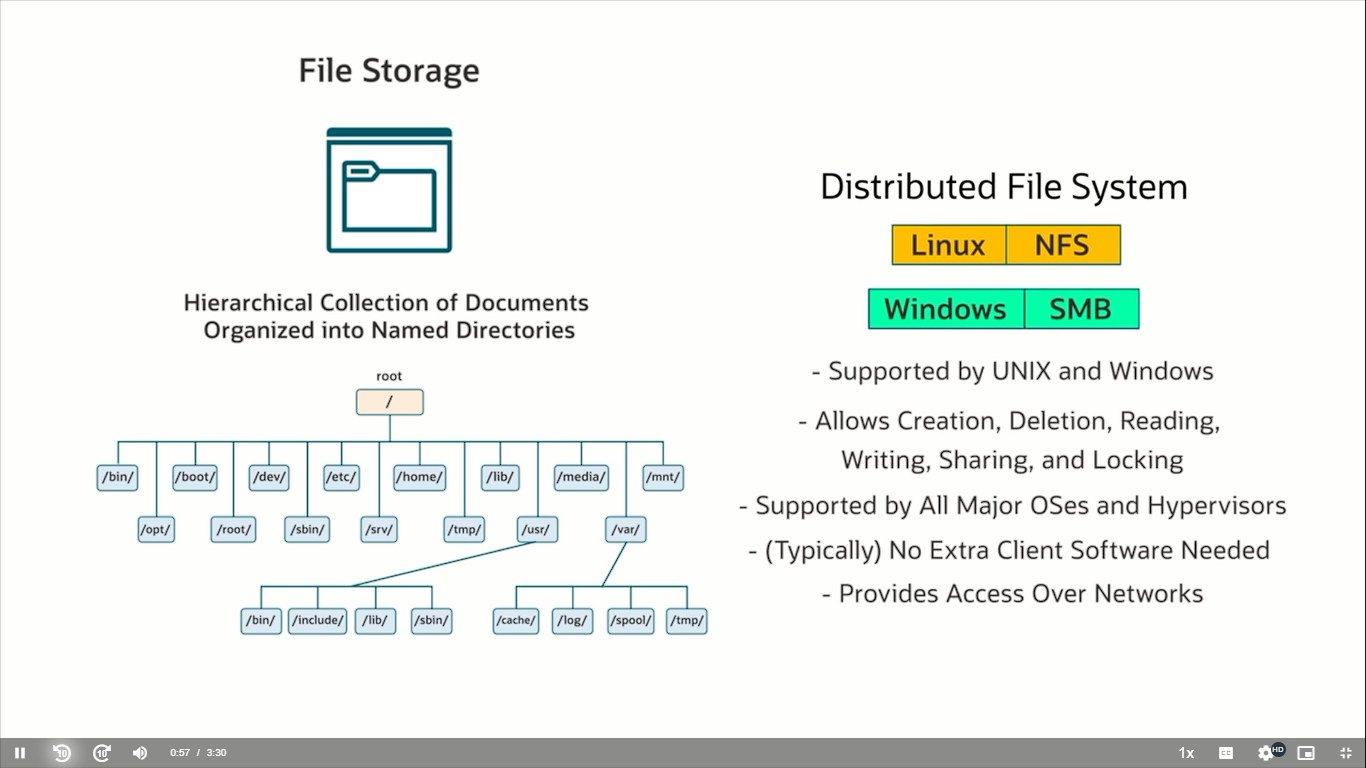 File Storage
Hierarchical Collection of Documents
Organized into Named Directories
root
/
/bin/
/boot/
/dev/
/etc/
/home/
/lib/
/media/
/mnt/
/opt/
/root/
/sbin/
/srv/
/tmp/
/usr/
/var/
/bin/
/include/
/lib/
/sbin/
/cache/
/log/
/spool/
/tmp/
Distributed File System
Linux NFS
Windows SMB
- Supported by UNIX and Windows
- Allows Creation, Deletion, Reading,
Writing, Sharing, and Locking
- Supported by All Major OSes and Hypervisors
- (Typically) No Extra Client Software Needed
- Provides Access Over Networks
10
10
0:57 / 3:30
1x
CC
HD